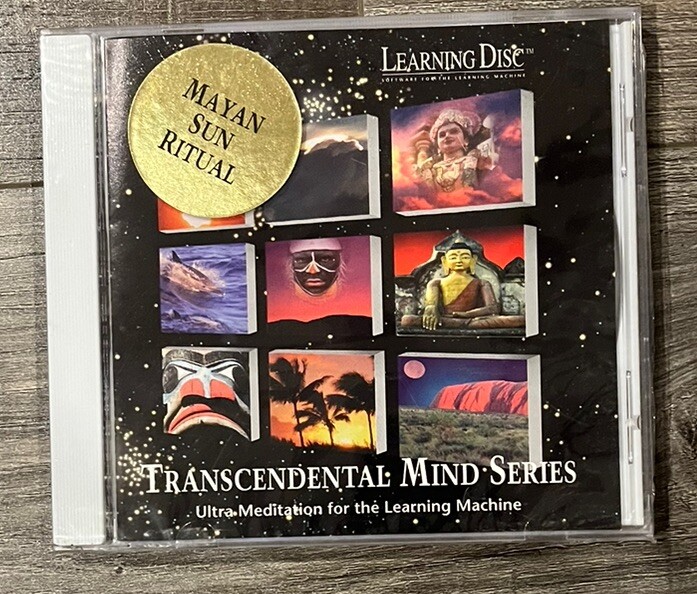 MAYAN
SUN
RITUAL
LEARNING DISC™
SOFTWARE FOR THE LEARNING MACHINE
TRANSCENDENTAL MIND SERIES
Ultra Meditation for the Learning Machine